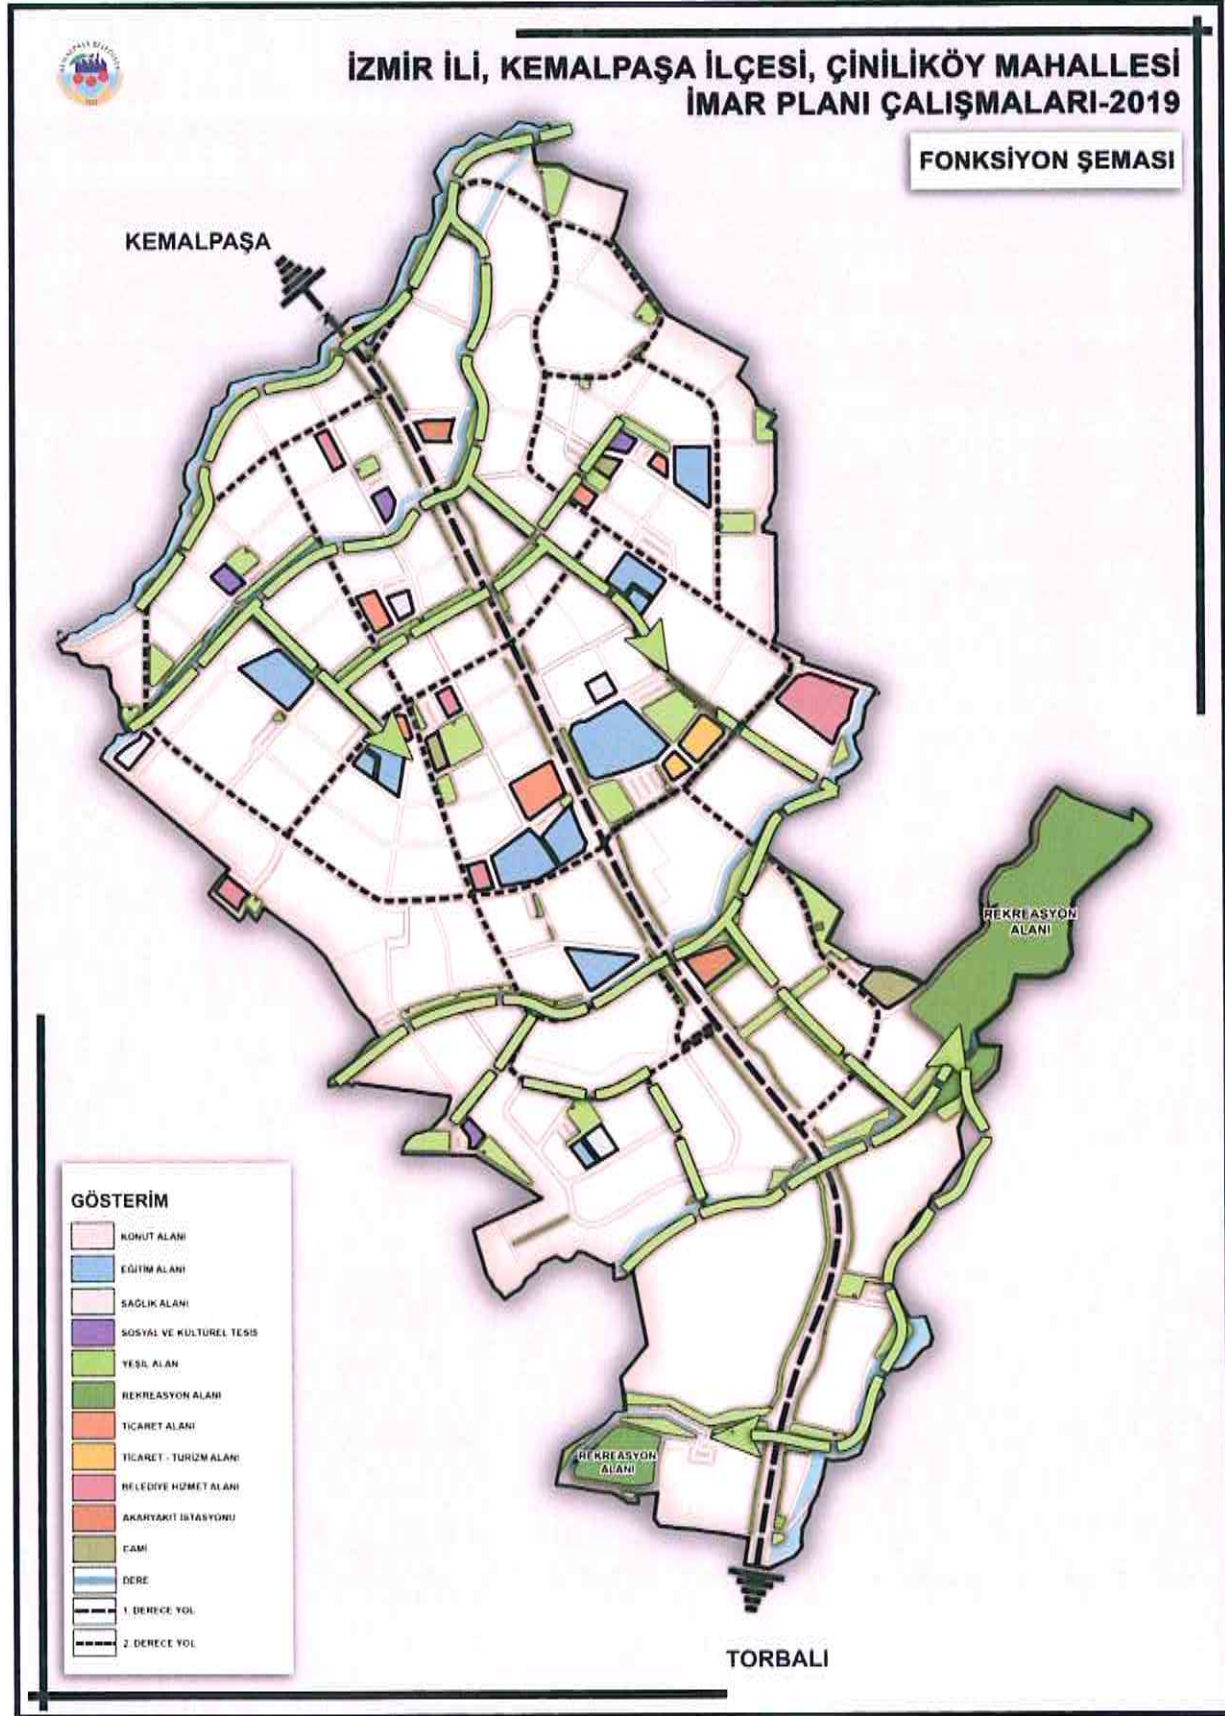 İZMİR İLİ, KEMALPAŞA İLÇESİ, ÇİNİLİKÖY MAHALLESİ
İMAR PLANI ÇALIŞMALARI-2019
FONKSİYON ŞEMASI
KEMALPAŞA
REKREASYON
ALANI
GÖSTERİM
KONUT ALANI
EĞİTİM ALANI
SAĞLIK ALANI
SOSYAL VE KÜLTÜREL TESİS
YEŞİL ALAN
REKREASYON ALANI
TİCARET ALANI
TİCARET - TURİZM ALANI
BELEDİYE HİZMET ALANI
AKARYAKIT İSTASYONU
CAMİ
DERE
1. DERECE YOL
2. DERECE YOL
REKREASYON
ALANI
TORBALI